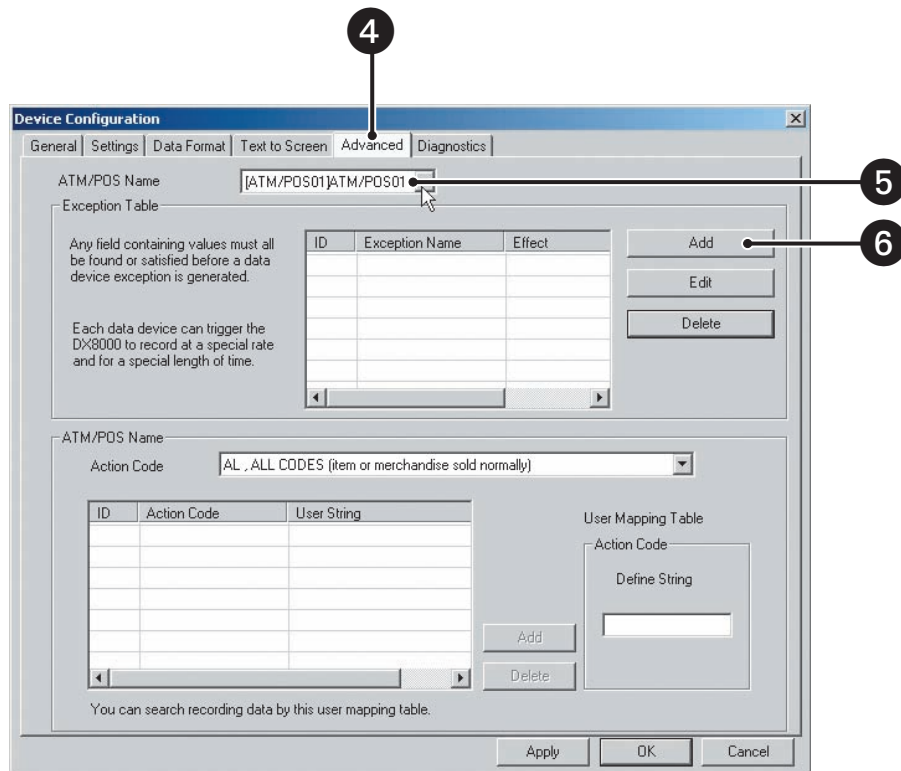 4
Device Configuration
General Settings Data Format Text to Screen Advanced Diagnostics
ATM/POS Name [ATM/POS01]ATM/POS01 5
Exception Table
Any field containing values must all
be found or satisfied before a data
device exception is generated.
Each data device can trigger the
DX8000 to record at a special rate
and for a special length of time.
ID Exception Name Effect
Add 6
Edit
Delete
ATM/POS Name
Action Code AL , ALL CODES (item or merchandise sold normally)
ID Action Code User String
User Mapping Table
Action Code
Define String
Add
Delete
You can search recording data by this user mapping table.
Apply OK Cancel